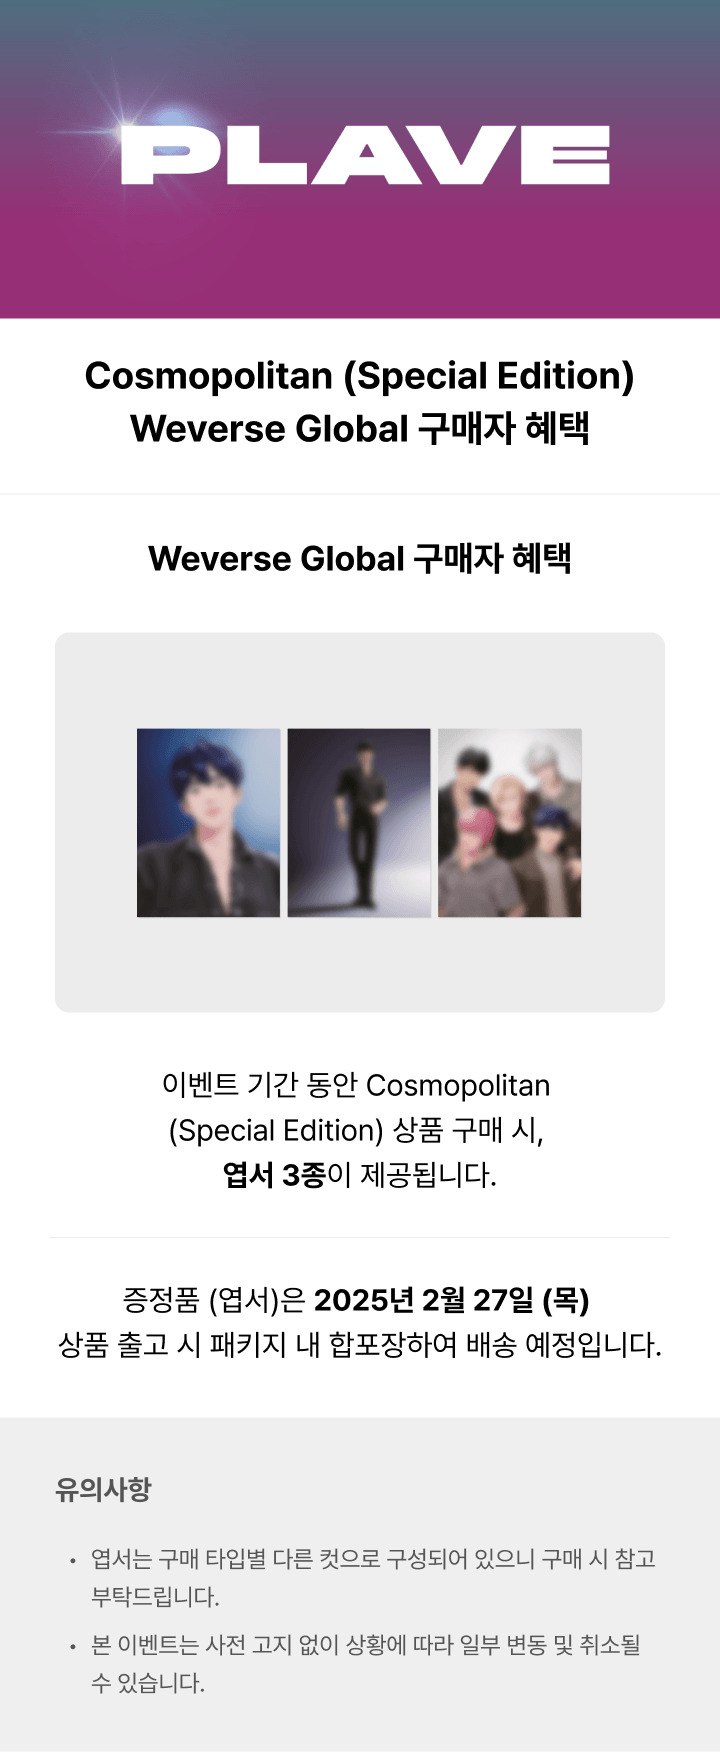 PLAVE
Cosmopolitan (Special Edition)
Weverse Global 구매자 혜택
Weverse Global 구매자 혜택
이벤트 기간 동안 Cosmopolitan
(Special Edition) 상품 구매 시,
엽서 3종이 제공됩니다.
증정품 (엽서)은 2025년 2월 27일 (목)
상품 출고 시 패키지 내 합포장하여 배송 예정입니다.
유의사항
• 엽서는 구매 타입별 다른 컷으로 구성되어 있으니 구매 시 참고
부탁드립니다.
• 본 이벤트는 사전 고지 없이 상황에 따라 일부 변동 및 취소될
수 있습니다.